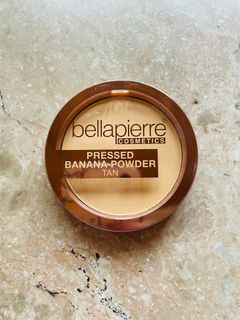 bellapierre
COSMETICS
PRESSED
BANANA POWDER
TAN